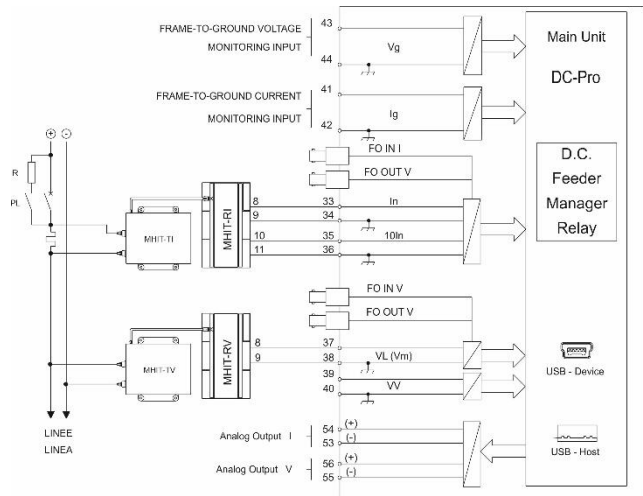 FRAME-TO-GROUND VOLTAGE
MONITORING INPUT
43
44
Vg
FRAME-TO-GROUND CURRENT
MONITORING INPUT
41
42
Ig
Main Unit
DC-Pro
D.C.
Feeder
Manager
Relay
+
-
R
PL
FO IN I
FO OUT V
MHIT-TI
MHIT-RI
8
9
10
11
33
34
35
36
In
10In
FO IN V
FO OUT V
MHIT-TV
MHIT-RV
8
9
37
38
39
40
VL (Vm)
VV
USB - Device
LINEE
LINEA
Analog Output I
54 (+)
53 (-)
Analog Output V
56 (+)
55 (-)
USB - Host